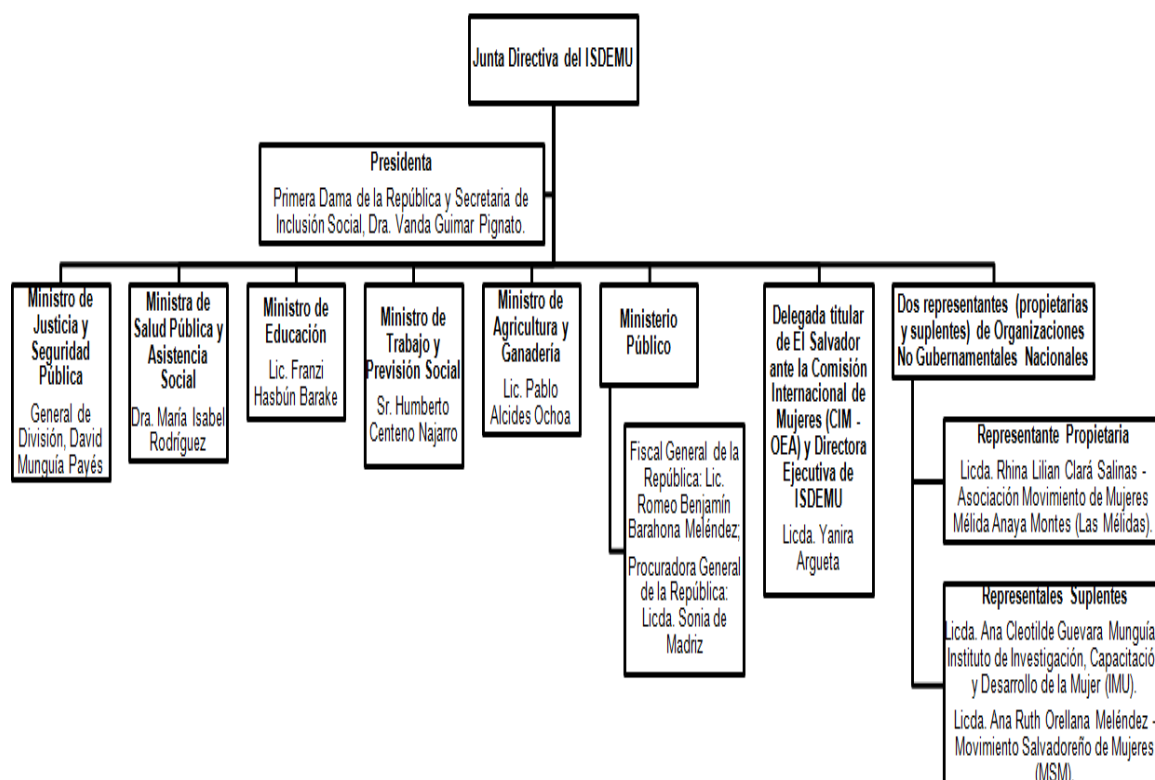 Junta Directiva del ISDEMU
Presidenta
Primera Dama de la República y Secretaria de
Inclusión Social, Dra. Vanda Guimar Pignato.
Ministro de
Justicia y
Seguridad
Pública
General de
División, David
Munguía Payés
Ministra de
Salud Pública y
Asistencia
Social
Dra. María Isabel
Rodríguez
Ministro de
Educación
Lic. Franzi
Hasbún Barake
Ministro de
Trabajo y
Previsión Social
Sr. Humberto
Centeno Najarro
Ministro de
Agricultura y
Ganadería
Lic. Pablo
Alcides Ochoa
Ministerio
Público
Fiscal General de la
República: Lic.
Romeo Benjamín
Barahona Meléndez;
Procuradora General
de la República:
Licda. Sonia de
Madriz
Delegada titular
de El Salvador
ante la Comisión
Internacional de
Mujeres (CIM -
OEA) y Directora
Ejecutiva de
ISDEMU
Licda. Yanira
Argueta
Dos representantes (propietarias
y suplentes) de Organizaciones
No Gubernamentales Nacionales
Representante Propietaria
Licda. Rhina Lilian Clará Salinas -
Asociación Movimiento de Mujeres
Mélida Anaya Montes (Las Mélidas).
Representales Suplentes
Licda. Ana Cleotilde Guevara Munguía
Instituto de Investigación, Capacitació
y Desarrollo de la Mujer (IMU).
Licda. Ana Ruth Orellana Meléndez -
Movimiento Salvadoreño de Mujeres
(MSM).